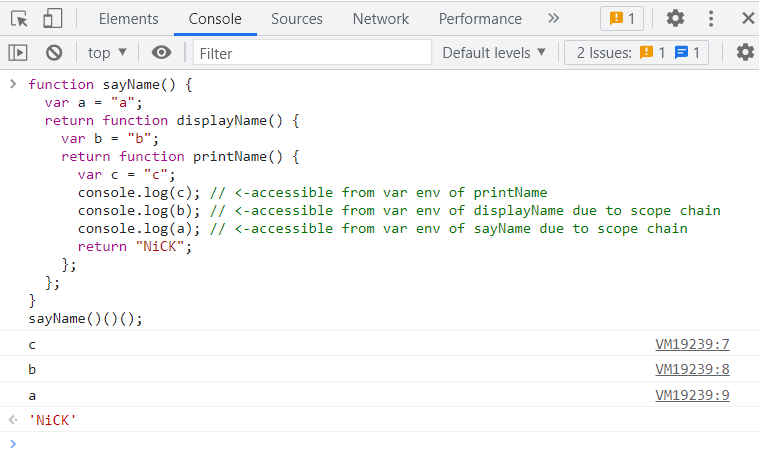 Elements Console Sources Network Performance » 1
top ▼ Filter Default levels ▼ 2 Issues: 1 1
> function sayName() {
  var a = "a";
  return function displayName() {
    var b = "b";
    return function printName() {
      var c = "c";
      console.log(c); // <-accessible from var env of printName
      console.log(b); // <-accessible from var env of displayName due to scope chain
      console.log(a); // <-accessible from var env of sayName due to scope chain
      return "NiCK";
    };
  };
}
sayName()()();
c VM19239:7
b VM19239:8
a VM19239:9
'NiCK'
>